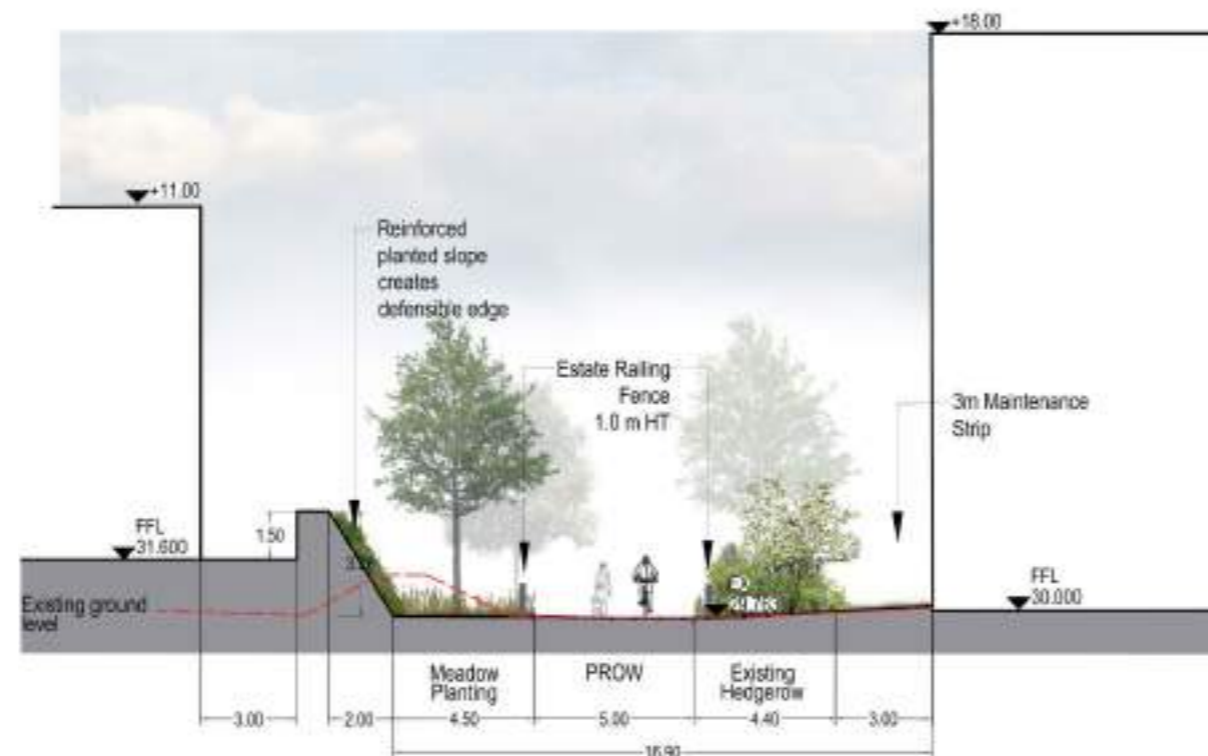 +18.00
+11.00
Reinforced
planted slope
creates
defensible edge
Estate Railing
Fence
1.0 m HT
3m Maintenance
Strip
FFL
31.600
1.50
FFL
30.000
Existing ground
level
Meadow
Planting
PROW
Existing
Hedgerow
3.00
2.00
4.50
5.00
4.40
3.00
16.90